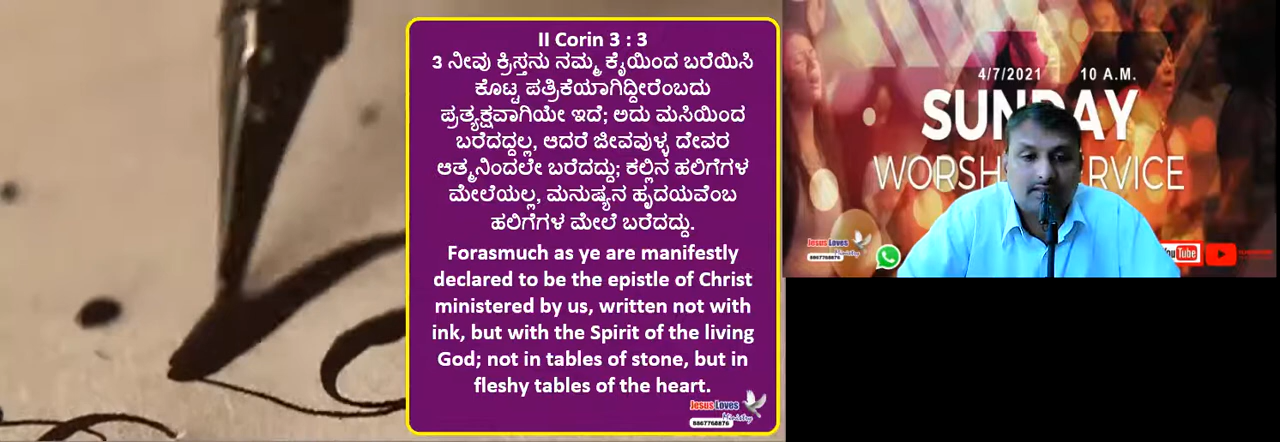 II Corin 3 : 3
3 ನೀವು ಕ್ರಿಸ್ತನು ನಮ್ಮ ಕೈಯಿಂದ ಬರೆಯಿಸಿ
ಕೊಟ್ಟ ಪತ್ರಿಕೆಯಾಗಿದ್ದೀರೆಂಬದು
ಪ್ರತ್ಯಕ್ಷವಾಗಿಯೇ ಇದೆ; ಅದು ಮಸಿಯಿಂದ
ಬರೆದದ್ದಲ್ಲ, ಆದರೆ ಜೀವವುಳ್ಳ ದೇವರ
ಆತ್ಮನಿಂದಲೇ ಬರೆದದ್ದು; ಕಲ್ಲಿನ ಹಲಿಗೆಗಳ
ಮೇಲೆಯಲ್ಲ, ಮನುಷ್ಯನ ಹೃದಯವೆಂಬ
ಹಲಿಗೆಗಳ ಮೇಲೆ ಬರೆದದ್ದು.
Forasmuch as ye are manifestly
declared to be the epistle of Christ
ministered by us, written not with
ink, but with the Spirit of the living
God; not in tables of stone, but in
fleshy tables of the heart.
Jesus Loves
Ministry
8867768876
4/7/2021 10 A.M.
SUNDAY
WORSHIP SERVICE
Jesus Loves
8867768876
YouTube